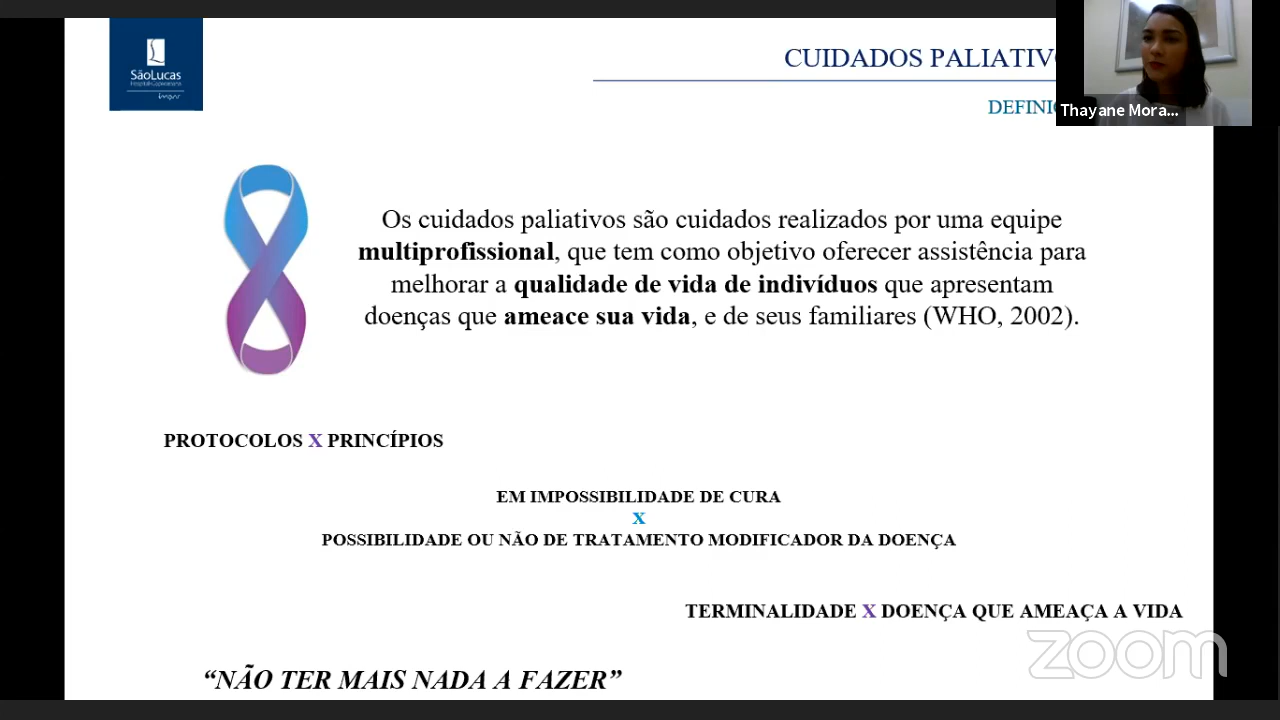 SãoLucas
CUIDADOS PALIATIVO
DEFINIÇ
Thayane Mora...
Os cuidados paliativos são cuidados realizados por uma equipe
multiprofissional, que tem como objetivo oferecer assistência para
melhorar a qualidade de vida de indivíduos que apresentam
doenças que ameace sua vida, e de seus familiares (WHO, 2002).
PROTOCOLOS X PRINCÍPIOS
EM IMPOSSIBILIDADE DE CURA
X
POSSIBILIDADE OU NÃO DE TRATAMENTO MODIFICADOR DA DOENÇA
TERMINALIDADE X DOENÇA QUE AMEAÇA A VIDA
zoom
“NÃO TER MAIS NADA A FAZER”